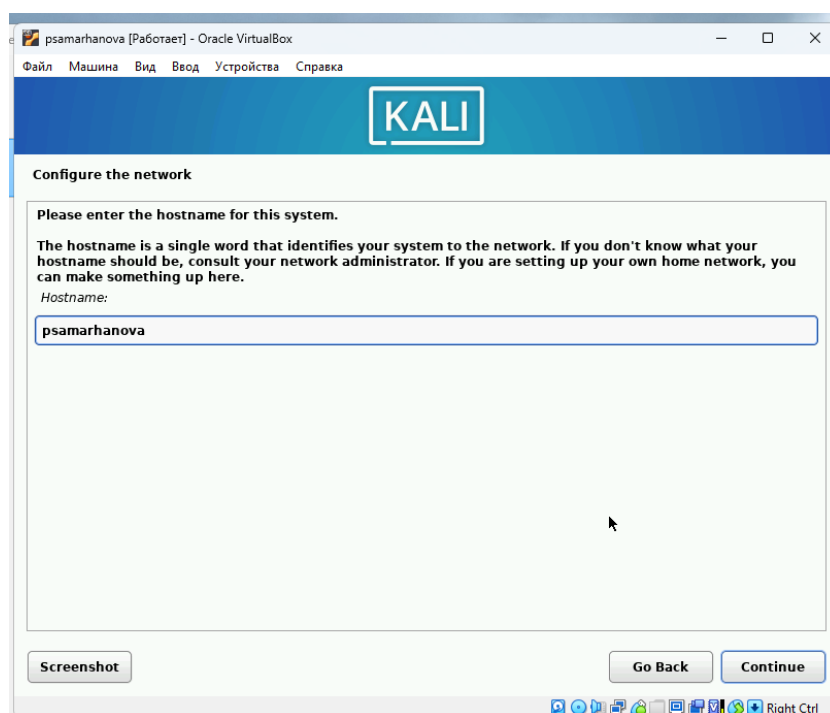 psamarhanova [Работает] - Oracle VirtualBox
Файл Машина Вид Ввод Устройства Справка
KALI
Configure the network
Please enter the hostname for this system.
The hostname is a single word that identifies your system to the network. If you don't know what your
hostname should be, consult your network administrator. If you are setting up your own home network, you
can make something up here.
Hostname:
psamarhanova
Screenshot
Go Back
Continue
Right Ctrl